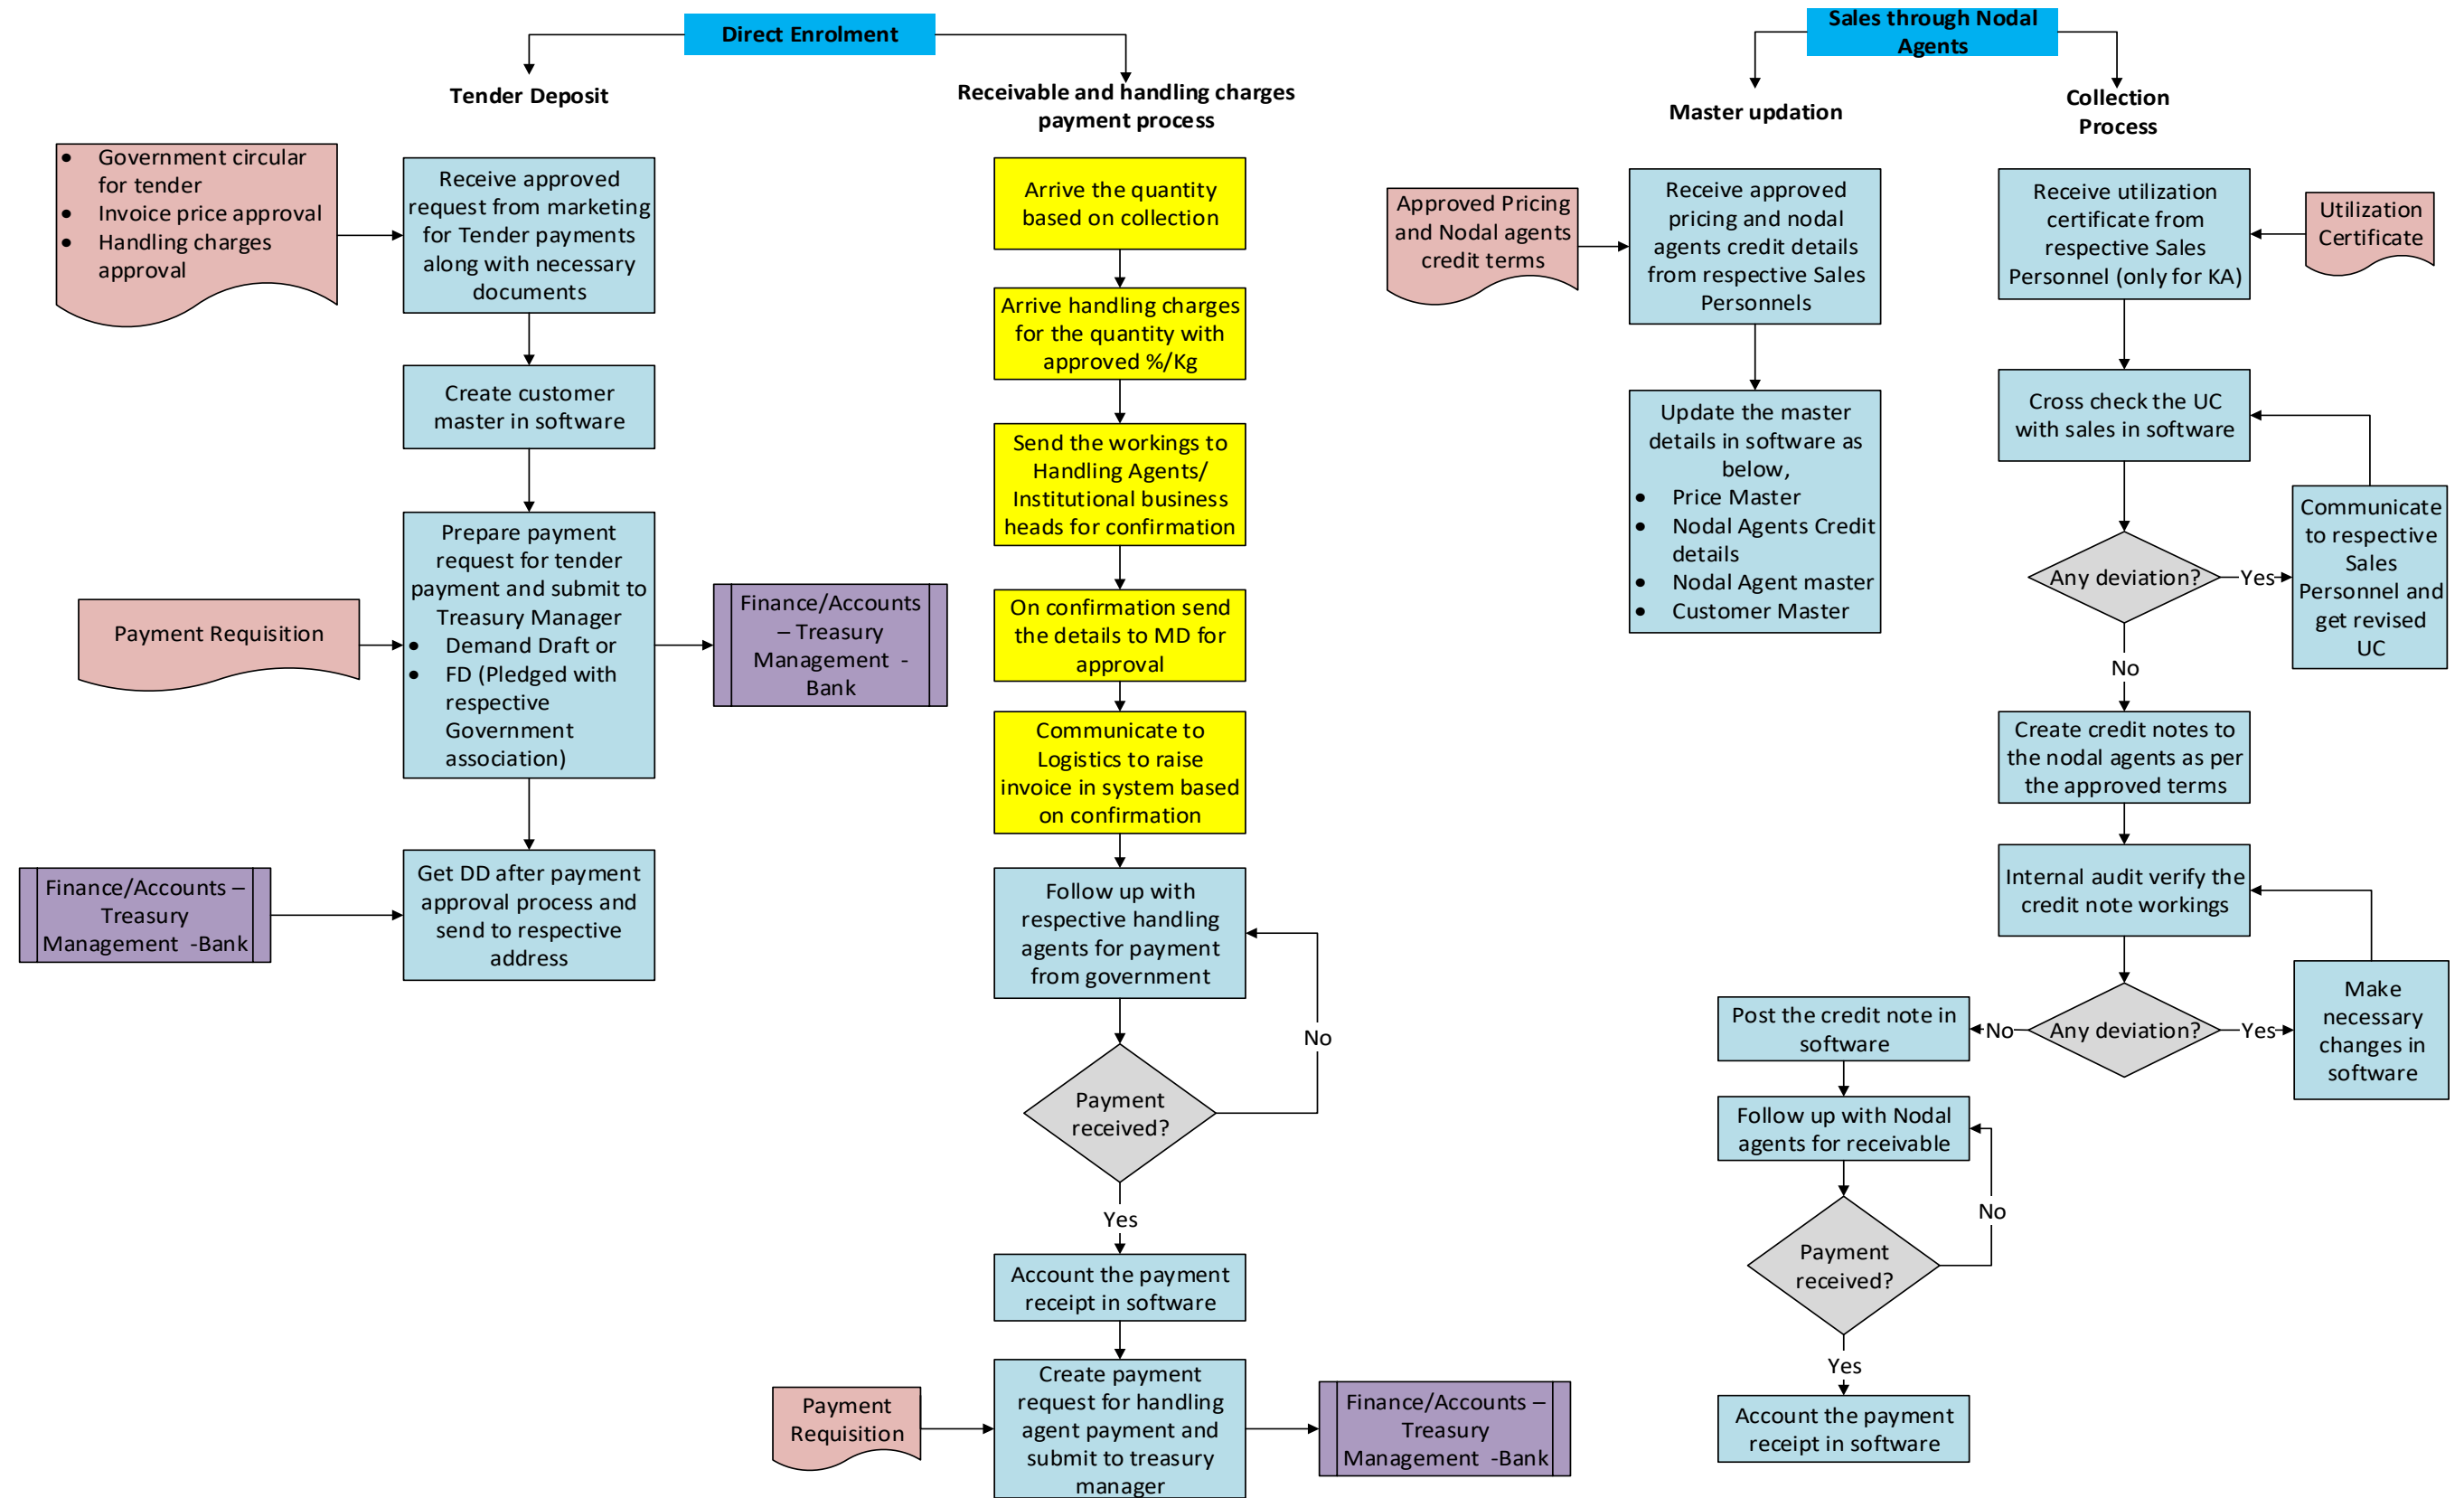 Direct Enrolment
Tender Deposit
Receivable and handling charges
payment process
• Government circular
for tender
• Invoice price approval
• Handling charges
approval
Receive approved
request from marketing
for Tender payments
along with necessary
documents
Create customer
master in software
Payment Requisition
Prepare payment
request for tender
payment and submit to
Treasury Manager
• Demand Draft or
• FD (Pledged with
respective
Government
association)
Finance/Accounts
– Treasury
Management -
Bank
Finance/Accounts –
Treasury
Management -Bank
Get DD after payment
approval process and
send to respective
address
Arrive the quantity
based on collection
Arrive handling charges
for the quantity with
approved %/Kg
Send the workings to
Handling Agents/
Institutional business
heads for confirmation
On confirmation send
the details to MD for
approval
Communicate to
Logistics to raise
invoice in system based
on confirmation
Follow up with
respective handling
agents for payment
from government
No
Payment
received?
Yes
Account the payment
receipt in software
Payment
Requisition
Create payment
request for handling
agent payment and
submit to treasury
manager
Finance/Accounts –
Treasury
Management -Bank
Sales through Nodal
Agents
Master updation
Collection
Process
Approved Pricing
and Nodal agents
credit terms
Receive approved
pricing and nodal
agents credit details
from respective Sales
Personnels
Update the master
details in software as
below,
• Price Master
• Nodal Agents Credit
details
• Nodal Agent master
• Customer Master
Receive utilization
certificate from
respective Sales
Personnel (only for KA)
Utilization
Certificate
Cross check the UC
with sales in software
Any deviation?
Yes
Communicate
to respective
Sales
Personnel and
get revised
UC
No
Create credit notes to
the nodal agents as per
the approved terms
Internal audit verify the
credit note workings
Any deviation?
Yes
Make
necessary
changes in
software
No
Post the credit note in
software
Follow up with Nodal
agents for receivable
No
Payment
received?
Yes
Account the payment
receipt in software